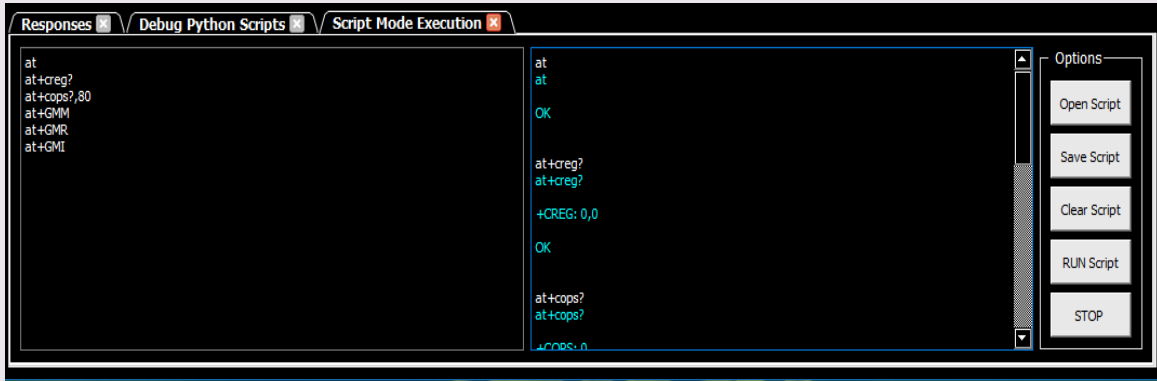 Responses Debug Python Scripts Script Mode Execution
at
at+creg?
at+cops?,80
at+GMM
at+GMR
at+GMI
at
at
OK
at+creg?
at+creg?
+CREG: 0,0
OK
at+cops?
at+cops?
+COPS: 0
Options
Open Script
Save Script
Clear Script
RUN Script
STOP